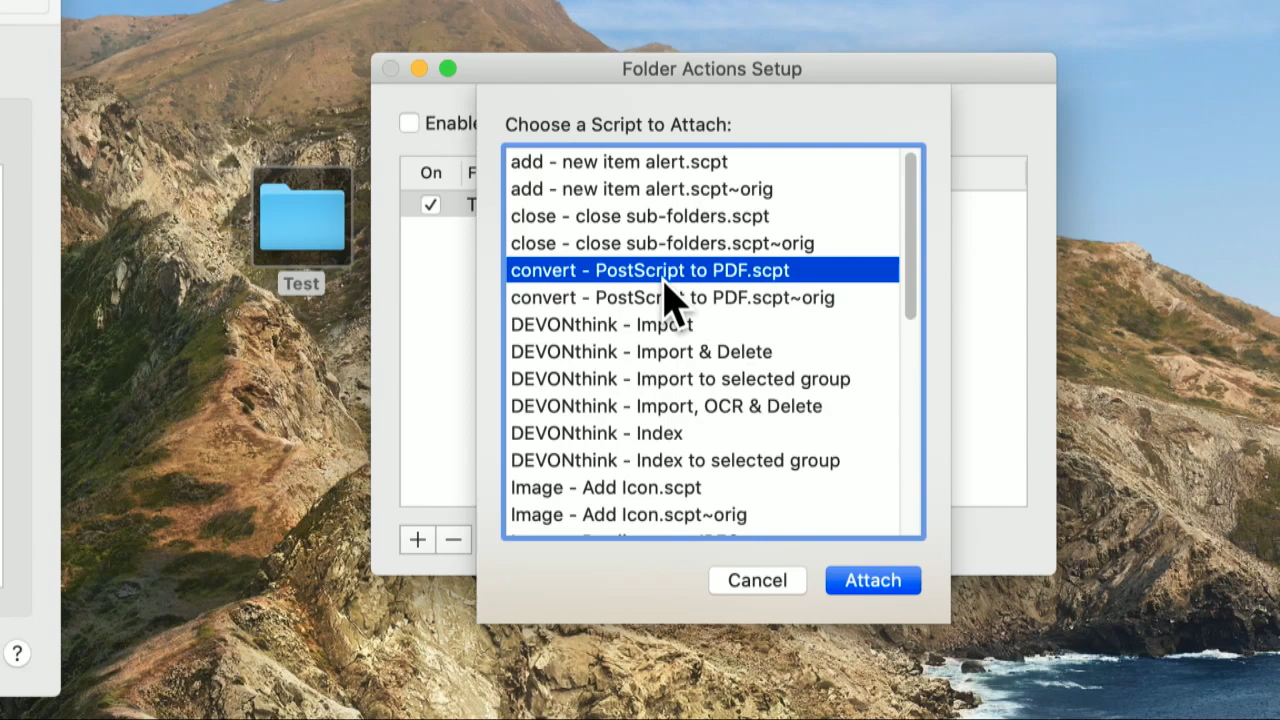 Folder Actions Setup
Enable
Choose a Script to Attach:
On
add - new item alert.scpt
add - new item alert.scpt~orig
close - close sub-folders.scpt
close - close sub-folders.scpt~orig
convert - PostScript to PDF.scpt
convert - PostScript to PDF.scpt~orig
DEVONthink - Import
DEVONthink - Import & Delete
DEVONthink - Import to selected group
DEVONthink - Import, OCR & Delete
DEVONthink - Index
DEVONthink - Index to selected group
Image - Add Icon.scpt
Image - Add Icon.scpt~orig
Test
Cancel
Attach
?